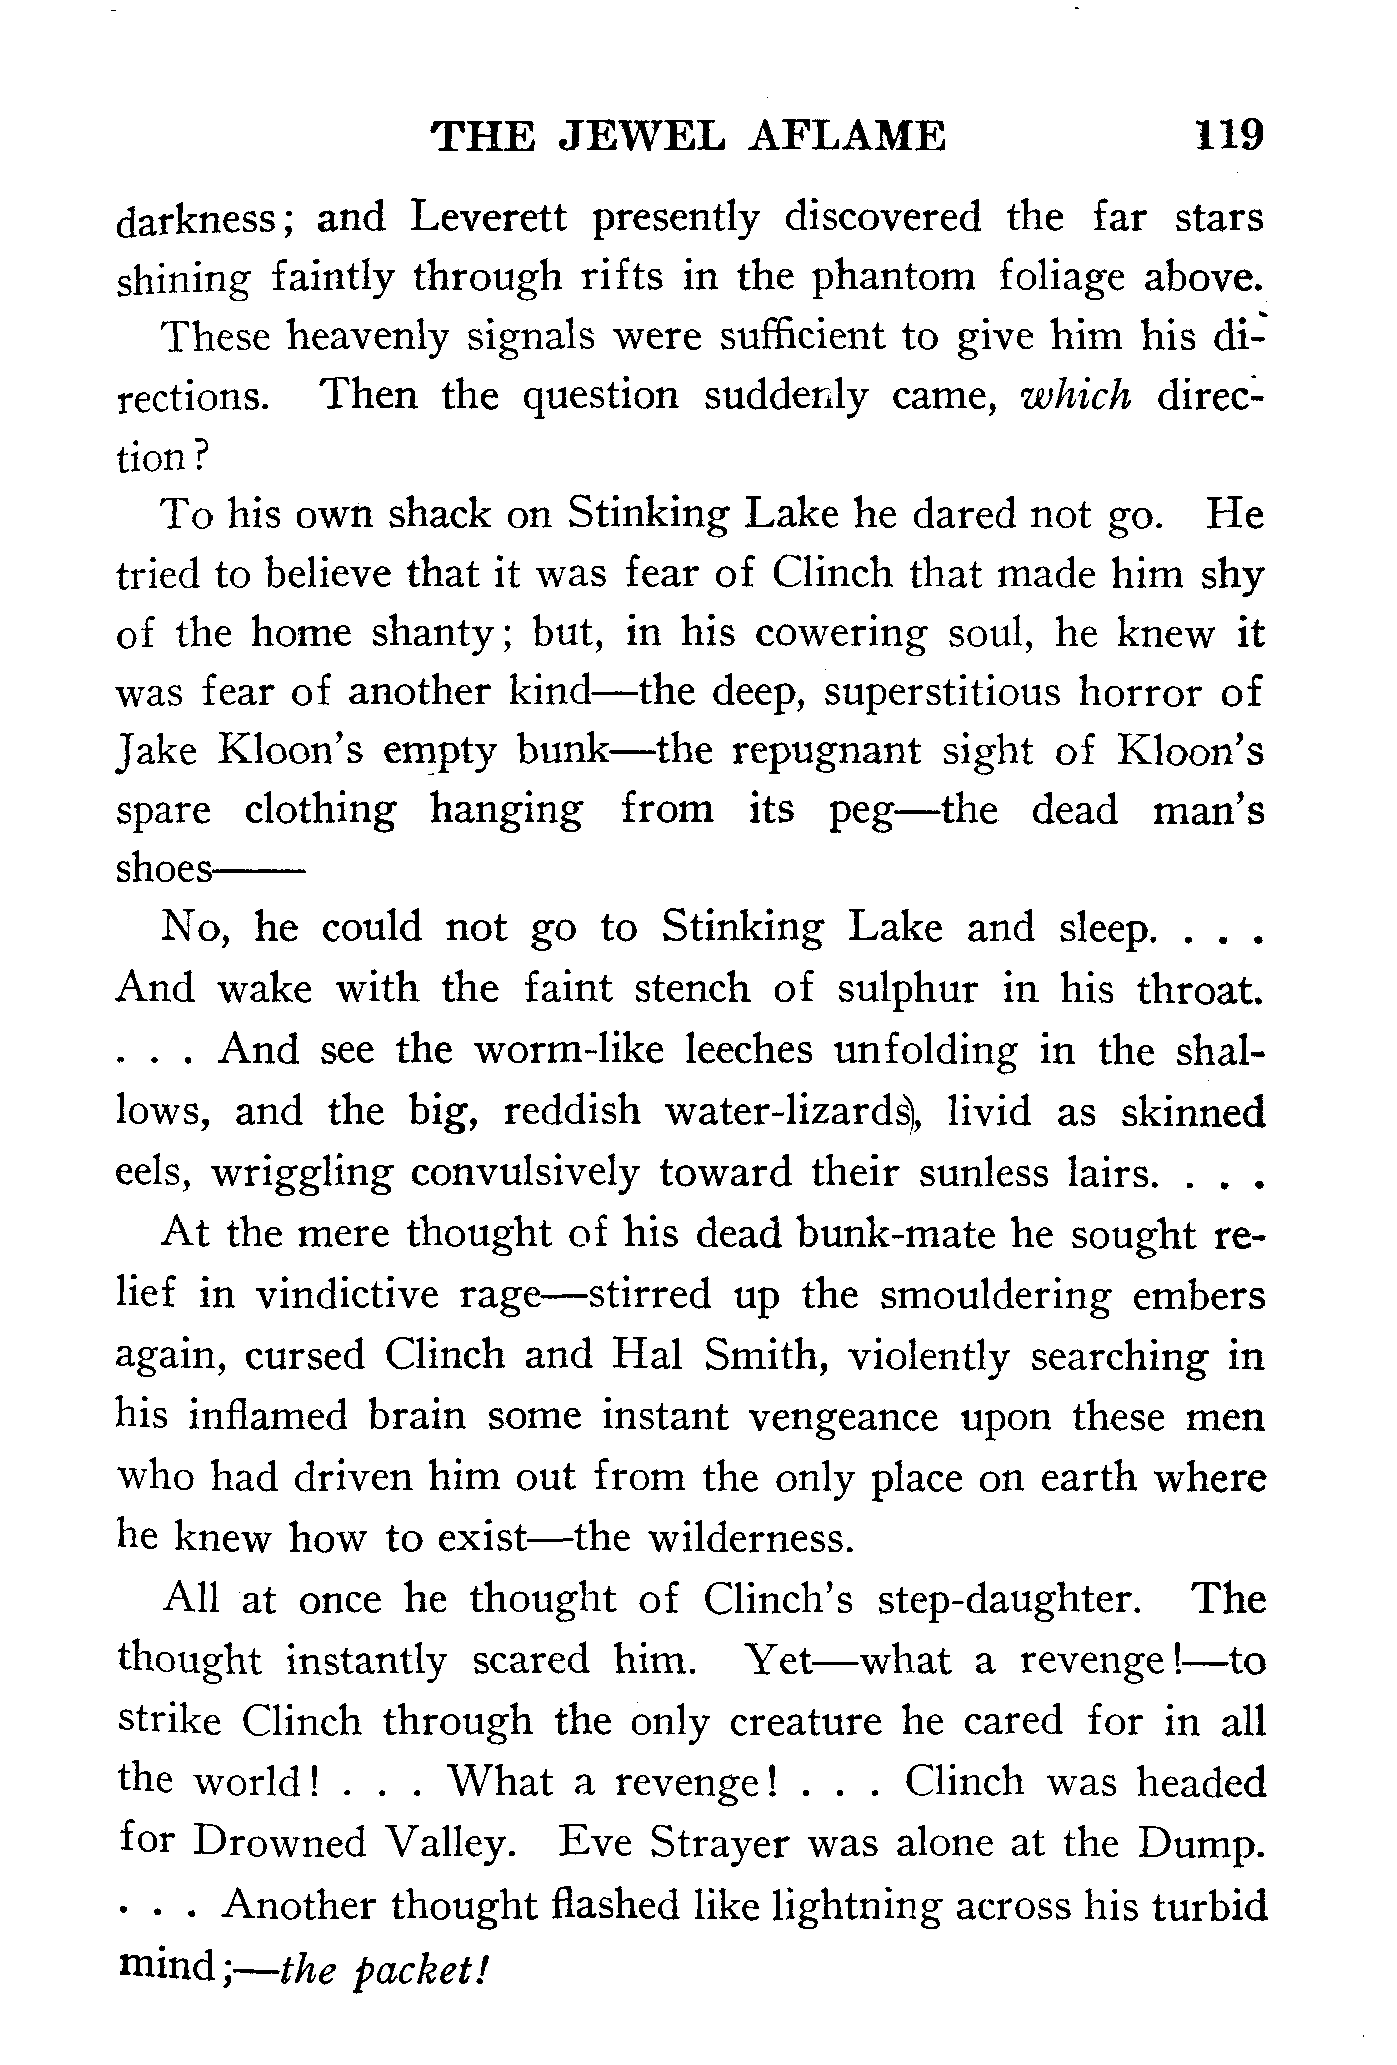 THE JEWEL AFLAME 119
darkness; and Leverett presently discovered the far stars
shining faintly through rifts in the phantom foliage above.
These heavenly signals were sufficient to give him his di-
rections. Then the question suddenly came, which direc-
tion?
To his own shack on Stinking Lake he dared not go. He
tried to believe that it was fear of Clinch that made him shy
of the home shanty; but, in his cowering soul, he knew it
was fear of another kind—the deep, superstitious horror of
Jake Kloon's empty bunk—the repugnant sight of Kloon's
spare clothing hanging from its peg—the dead man's
shoes——
No, he could not go to Stinking Lake and sleep. . . .
And wake with the faint stench of sulphur in his throat.
. . . And see the worm-like leeches unfolding in the shal-
lows, and the big, reddish water-lizards, livid as skinned
eels, wriggling convulsively toward their sunless lairs. . . .
At the mere thought of his dead bunk-mate he sought re-
lief in vindictive rage—stirred up the smouldering embers
again, cursed Clinch and Hal Smith, violently searching in
his inflamed brain some instant vengeance upon these men
who had driven him out from the only place on earth where
he knew how to exist—the wilderness.
All at once he thought of Clinch's step-daughter. The
thought instantly scared him. Yet—what a revenge!—to
strike Clinch through the only creature he cared for in all
the world! . . . What a revenge! . . . Clinch was headed
for Drowned Valley. Eve Strayer was alone at the Dump.
. . . Another thought flashed like lightning across his turbid
mind;—the packet!